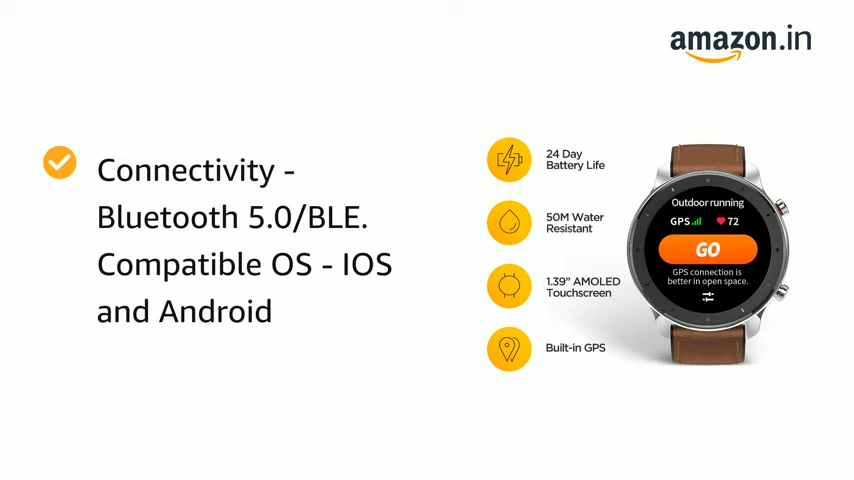 amazon.in
Connectivity -
Bluetooth 5.0/BLE.
Compatible OS - IOS
and Android
24 Day
Battery Life
50M Water
Resistant
1.39” AMOLED
Touchscreen
Built-in GPS
Outdoor running
GPS 72
GO
GPS connection is
better in open space.